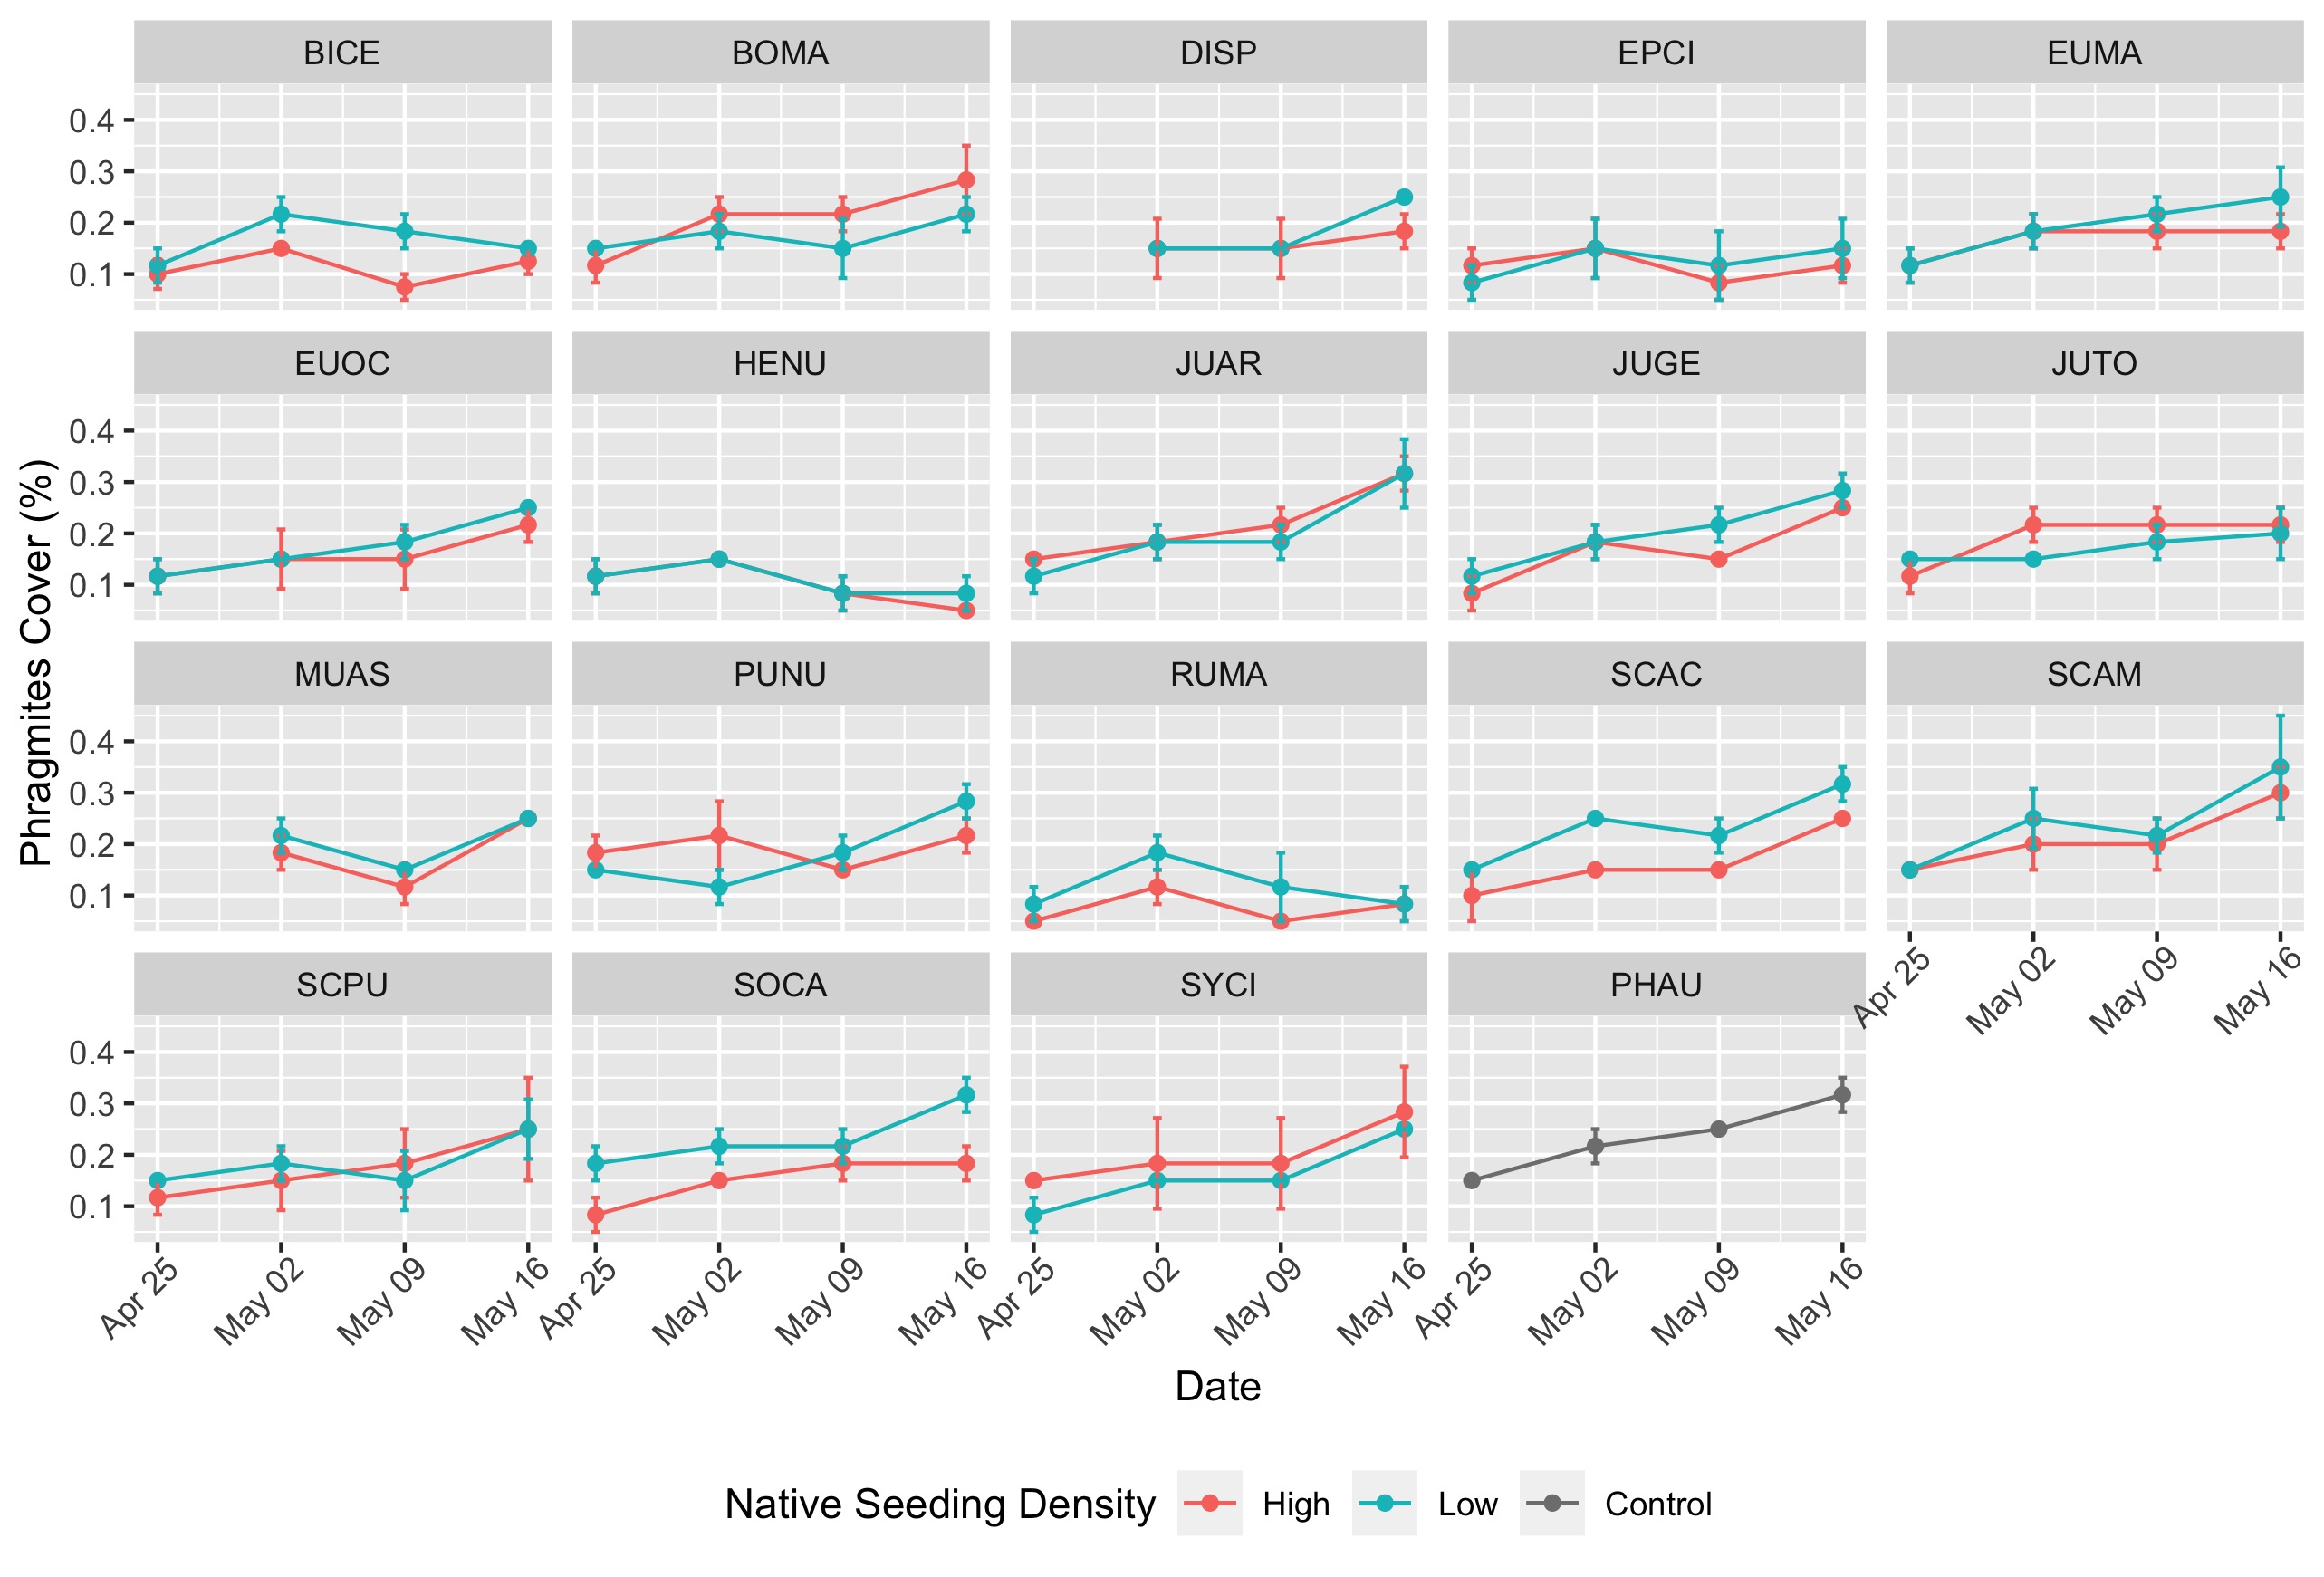 BICE BOMA DISP EPCI EUMA
0.4
0.3
0.2
0.1
EUOC HENU JUAR JUGE JUTO
0.4
0.3
0.2
0.1
MUAS PUNU RUMA SCAC SCAM
0.4
0.3
0.2
0.1
Apr 25 May 02 May 09 May 16
SCPU SOCA SYCI PHAU
0.4
0.3
0.2
0.1
Apr 25 May 02 May 09 May 16 Apr 25 May 02 May 09 May 16 Apr 25 May 02 May 09 May 16 Apr 25 May 02 May 09 May 16
Phragmites Cover (%)
Date
Native Seeding Density High Low Control